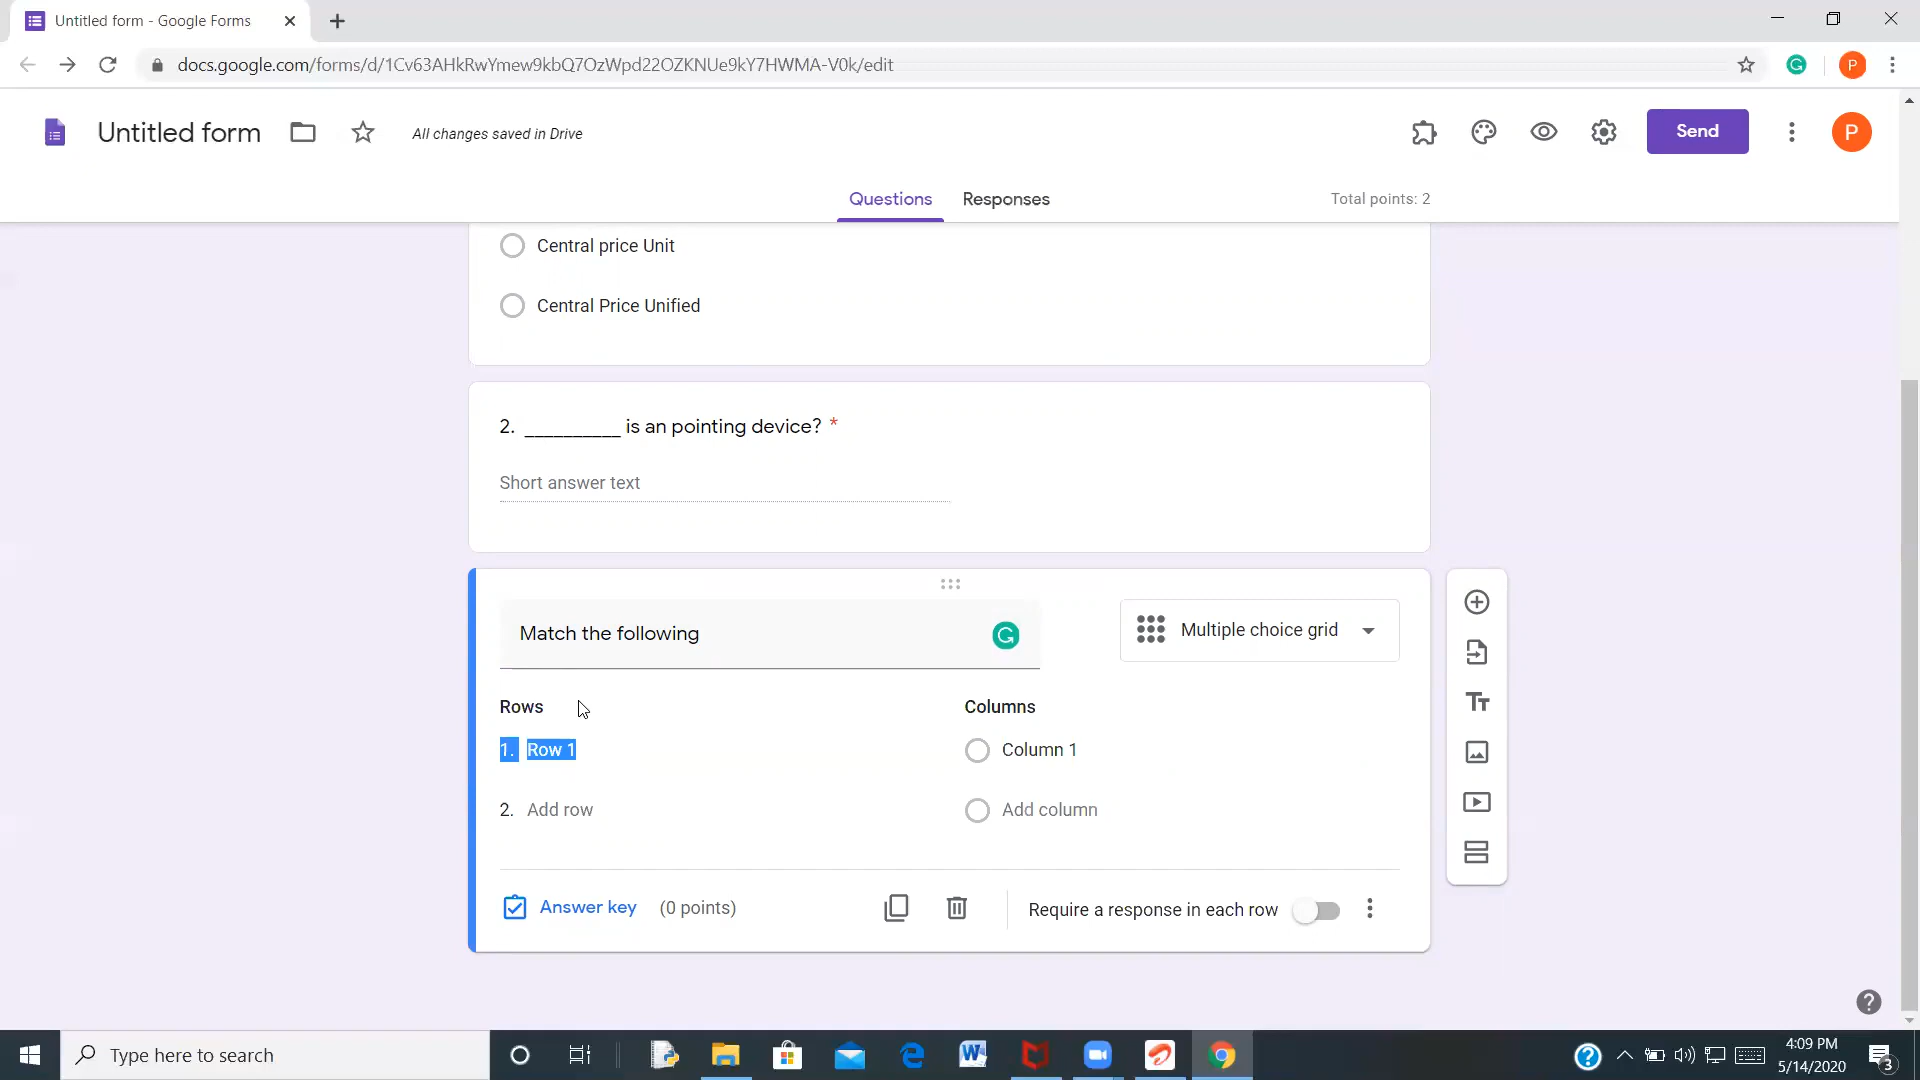 Untitled form - Google Forms
docs.google.com/forms/d/1Cv63AHkRwYmew9kbQ7OzWpd22OZKNUe9kY7HWMA-V0k/edit
P
Untitled form
All changes saved in Drive
Send
P
Questions
Responses
Total points: 2
Central price Unit
Central Price Unified
2. __________ is an pointing device? *
Short answer text
Match the following
Multiple choice grid
Rows
Columns
1. Row 1
Column 1
2. Add row
Add column
Answer key
(0 points)
Require a response in each row
Type here to search
4:09 PM
5/14/2020
3